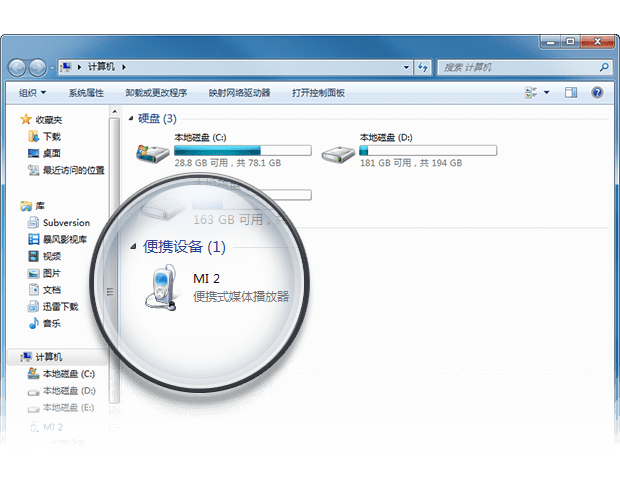 计算机
搜索 计算机
组织 系统属性 卸载或更改程序 映射网络驱动器 打开控制面板
收藏夹
下载
桌面
最近访问的位置
库
Subversion
暴风影视库
视频
图片
文档
迅雷下载
音乐
计算机
本地磁盘 (C:)
本地磁盘 (D:)
本地磁盘 (E:)
MI 2
硬盘 (3)
本地磁盘 (C:)
28.8 GB 可用，共 78.1 GB
本地磁盘 (D:)
181 GB 可用，共 194 GB
163 GB 可用，
便携设备 (1)
MI 2
便携式媒体播放器